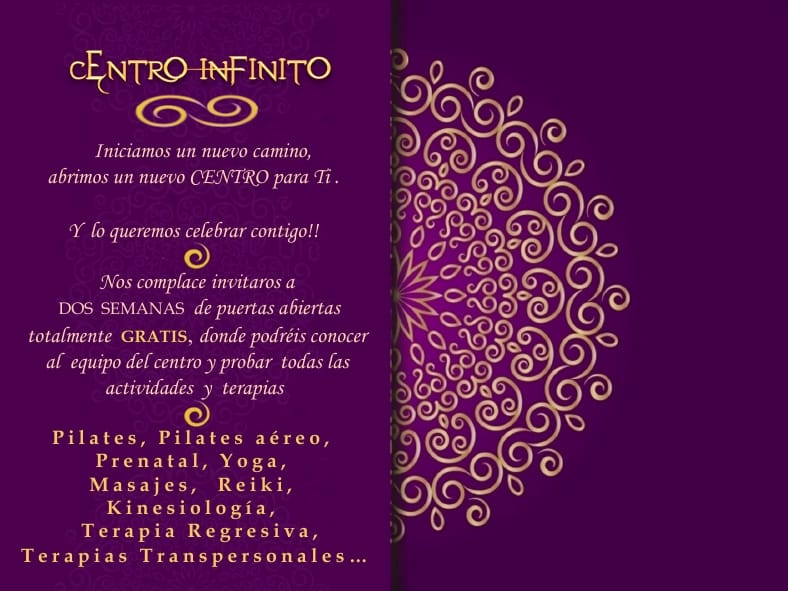 CENTRO INFINITO
Iniciamos un nuevo camino,
abrimos un nuevo CENTRO para Ti .
Y lo queremos celebrar contigo!!
Nos complace invitaros a
DOS SEMANAS de puertas abiertas
totalmente GRATIS, donde podréis conocer
al equipo del centro y probar todas las
actividades y terapias
Pilates, Pilates aéreo,
Prenatal, Yoga,
Masajes, Reiki,
Kinesiología,
Terapia Regresiva,
Terapias Transpersonales...